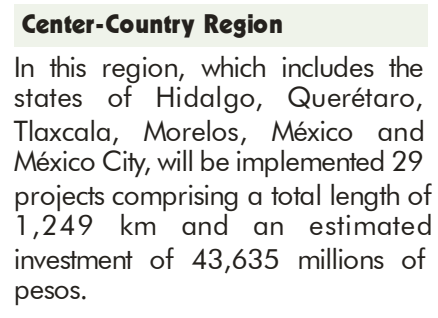 Center-Country Region
In this region, which includes the
states of Hidalgo, Querétaro,
Tlaxcala, Morelos, México and
México City, will be implemented 29
projects comprising a total length of
1,249 km and an estimated
investment of 43,635 millions of
pesos.